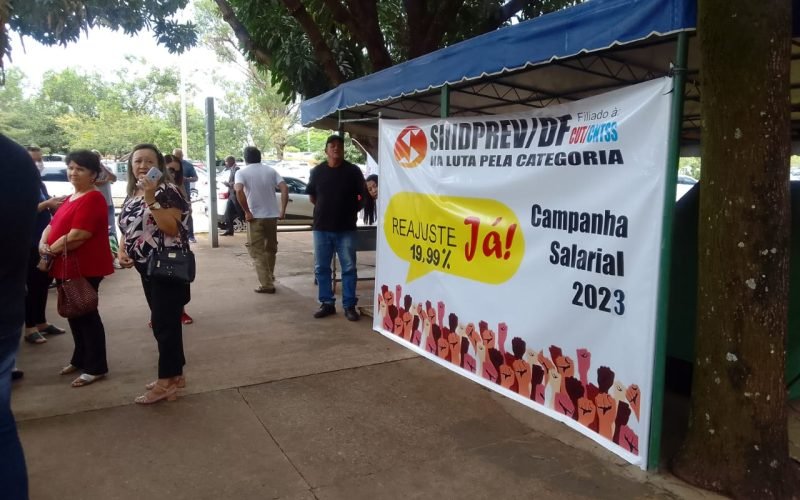 SINDPREV/DF
Filiado à
CUT/CNTSS
NA LUTA PELA CATEGORIA
REAJUSTE
19,99%
Já!
Campanha
Salarial
2023